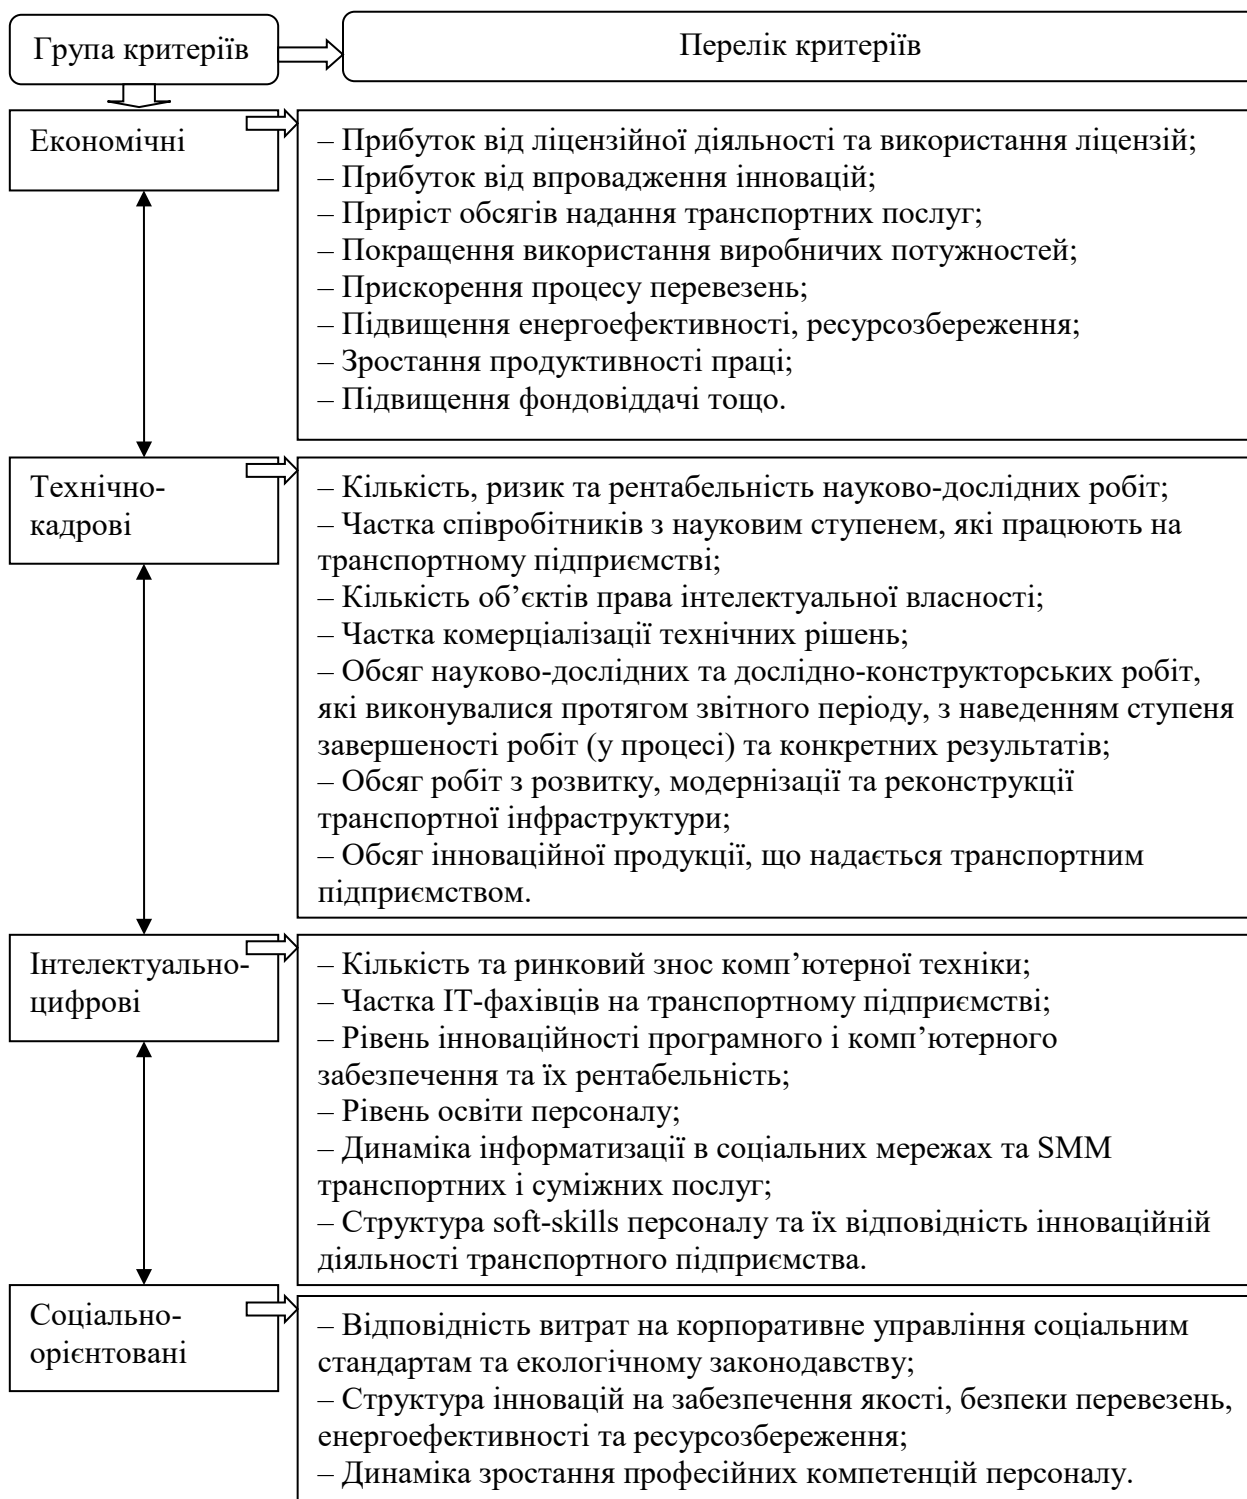 Група критеріїв
Перелік критеріїв
Економічні
– Прибуток від ліцензійної діяльності та використання ліцензій;
– Прибуток від впровадження інновацій;
– Приріст обсягів надання транспортних послуг;
– Покращення використання виробничих потужностей;
– Прискорення процесу перевезень;
– Підвищення енергоефективності, ресурсозбереження;
– Зростання продуктивності праці;
– Підвищення фондовіддачі тощо.
Технічно-
кадрові
– Кількість, ризик та рентабельність науково-дослідних робіт;
– Частка співробітників з науковим ступенем, які працюють на
транспортному підприємстві;
– Кількість об’єктів права інтелектуальної власності;
– Частка комерціалізації технічних рішень;
– Обсяг науково-дослідних та дослідно-конструкторських робіт,
які виконувалися протягом звітного періоду, з наведенням ступеня
завершеності робіт (у процесі) та конкретних результатів;
– Обсяг робіт з розвитку, модернізації та реконструкції
транспортної інфраструктури;
– Обсяг інноваційної продукції, що надається транспортним
підприємством.
Інтелектуально-
цифрові
– Кількість та ринковий знос комп’ютерної техніки;
– Частка ІТ-фахівців на транспортному підприємстві;
– Рівень інноваційності програмного і комп’ютерного
забезпечення та їх рентабельність;
– Рівень освіти персоналу;
– Динаміка інформатизації в соціальних мережах та SMM
транспортних і суміжних послуг;
– Структура soft-skills персоналу та їх відповідність інноваційній
діяльності транспортного підприємства.
Соціально-
орієнтовані
– Відповідність витрат на корпоративне управління соціальним
стандартам та екологічному законодавству;
– Структура інновацій на забезпечення якості, безпеки перевезень,
енергоефективності та ресурсозбереження;
– Динаміка зростання професійних компетенцій персоналу.